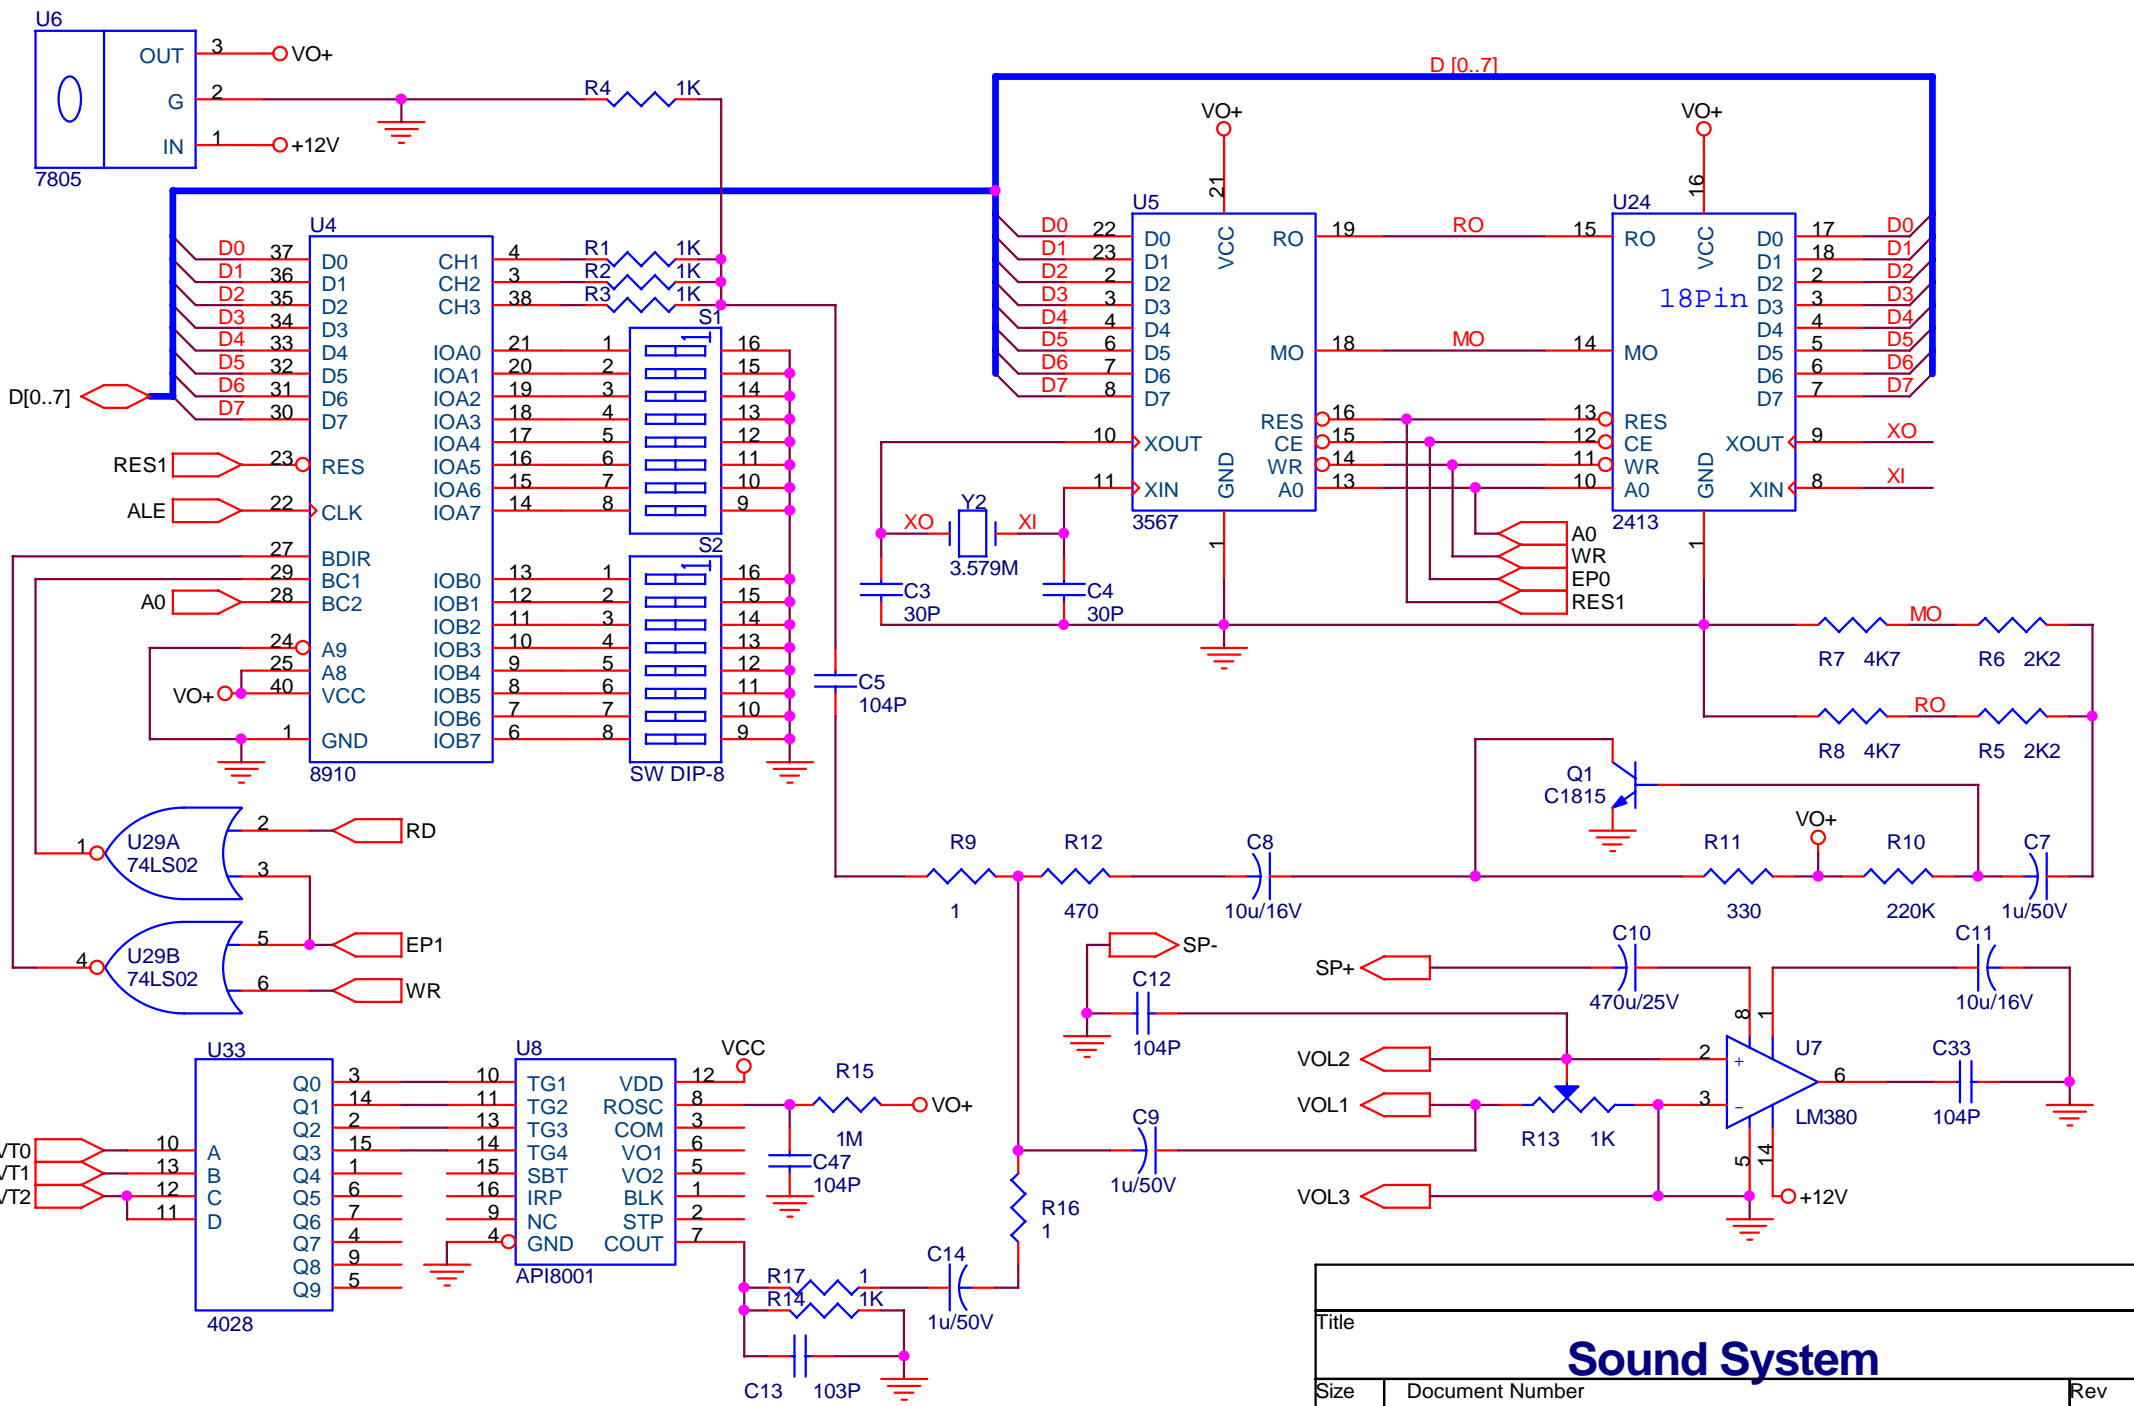 U6
OUT 3 VO+
G 2
IN 1 +12V
7805
R4 1K
D [0..7]
VO+
VO+
U4
D0 37 D0 CH1 4 R1 1K
D1 36 D1 CH2 3 R2 1K
D2 35 D2 CH3 38 R3 1K
D3 34 D3
D4 33 D4
D5 32 D5
D6 31 D6
D7 30 D7
D[0..7]
RES1 23 RES
ALE 22 CLK
27 BDIR
29 BC1
A0 28 BC2
24 A9
25 A8
VO+ 40 VCC
1 GND
8910
S1
IOA0 21 1 16
IOA1 20 2 15
IOA2 19 3 14
IOA3 18 4 13
IOA4 17 5 12
IOA5 16 6 11
IOA6 15 7 10
IOA7 14 8 9
S2
IOB0 13 1 16
IOB1 12 2 15
IOB2 11 3 14
IOB3 10 4 13
IOB4 9 5 12
IOB5 8 6 11
IOB6 7 7 10
IOB7 6 8 9
SW DIP-8
C5
104P
U5
21 VCC
D0 22 D0
D1 23 D1
D2 2 D2
D3 3 D3
D4 4 D4
D5 6 D5
D6 7 D6
D7 8 D7
10 XOUT
11 XIN
RO 19 RO 15 RO
MO 18 MO 14 MO
RES 16 13 RES
CE 15 12 CE
WR 14 11 WR
A0 13 10 A0
GND 1
3567
U24
16 VCC
18Pin
D0 17 D0
D1 18 D1
D2 2 D2
D3 3 D3
D4 4 D4
D5 5 D5
D6 6 D6
D7 7 D7
XOUT 9 XO
XIN 8 XI
GND 1
2413
XO Y2 XI
3.579M
C3
30P
C4
30P
A0
WR
EP0
RES1
MO
R7 4K7 R6 2K2
RO
R8 4K7 R5 2K2
Q1
C1815
VO+
R9 R12 C8 R11 R10 C7
1 470 10u/16V 330 220K 1u/50V
U29A
74LS02
1 2 3
RD
U29B
74LS02
4 5 6
EP1
WR
SP-
C12
104P
SP+
C10
470u/25V
C11
10u/16V
8 1
VOL2 2 +
VOL1 3 -
VOL3
U7
LM380
6
5 14
+12V
C33
104P
R13 1K
C9
1u/50V
R16
1
U33
Q0 3
Q1 14
Q2 2
Q3 15
Q4 1
Q5 6
Q6 7
Q7 4
Q8 9
Q9 5
VT0 10 A
VT1 13 B
VT2 12 C
11 D
4028
U8
10 TG1 VDD 12 VCC
11 TG2 ROSC 8
13 TG3 COM 3
14 TG4 VO1 6
15 SBT VO2 5
16 IRP BLK 1
9 NC STP 2
4 GND COUT 7
API8001
R15
1M
VO+
C47
104P
R17 1
R14 1K
C14
1u/50V
C13 103P
Title
Sound System
Size Document Number Rev